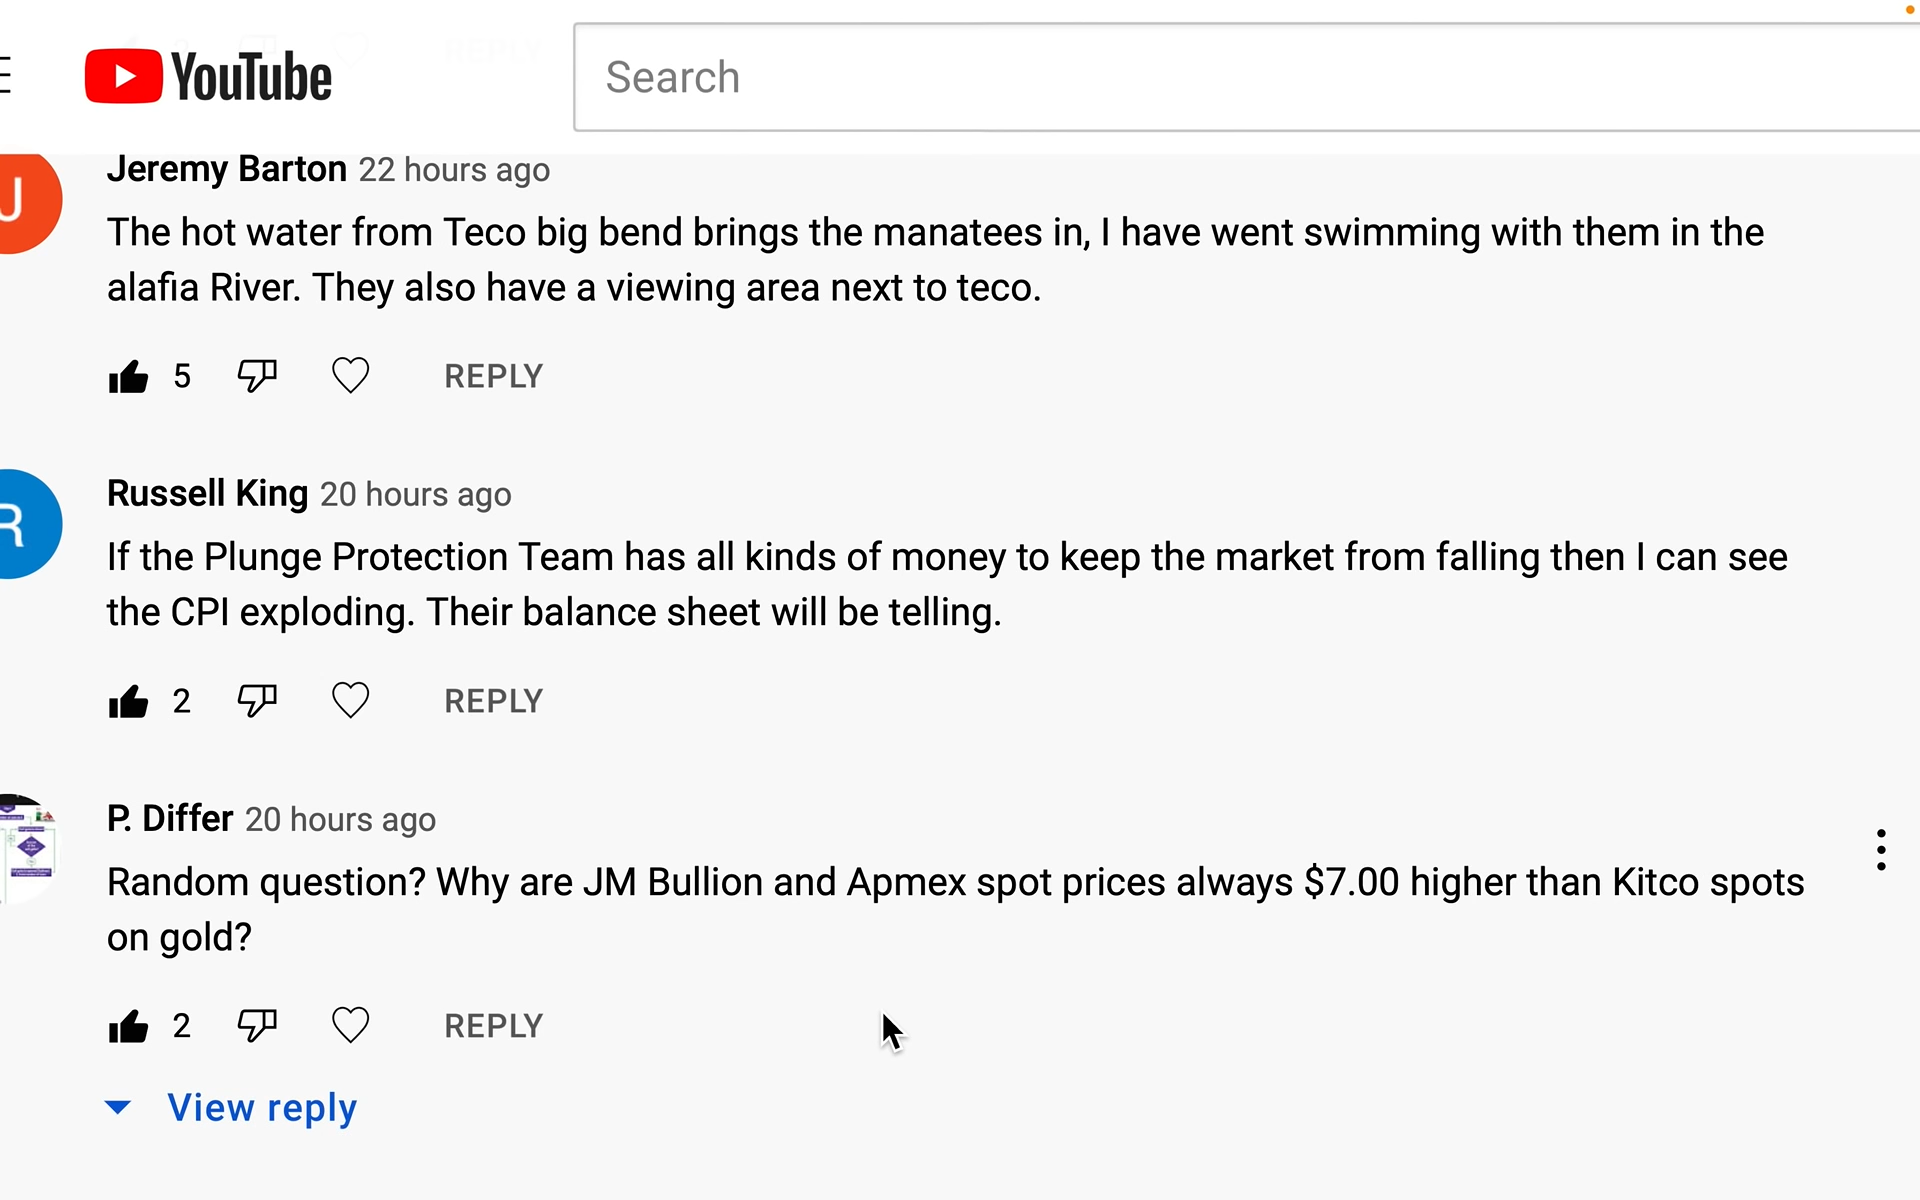 YouTube
Search
Jeremy Barton 22 hours ago
The hot water from Teco big bend brings the manatees in, I have went swimming with them in the
alafia River. They also have a viewing area next to teco.
5 REPLY
Russell King 20 hours ago
If the Plunge Protection Team has all kinds of money to keep the market from falling then I can see
the CPI exploding. Their balance sheet will be telling.
2 REPLY
P. Differ 20 hours ago
Random question? Why are JM Bullion and Apmex spot prices always $7.00 higher than Kitco spots
on gold?
2 REPLY
View reply